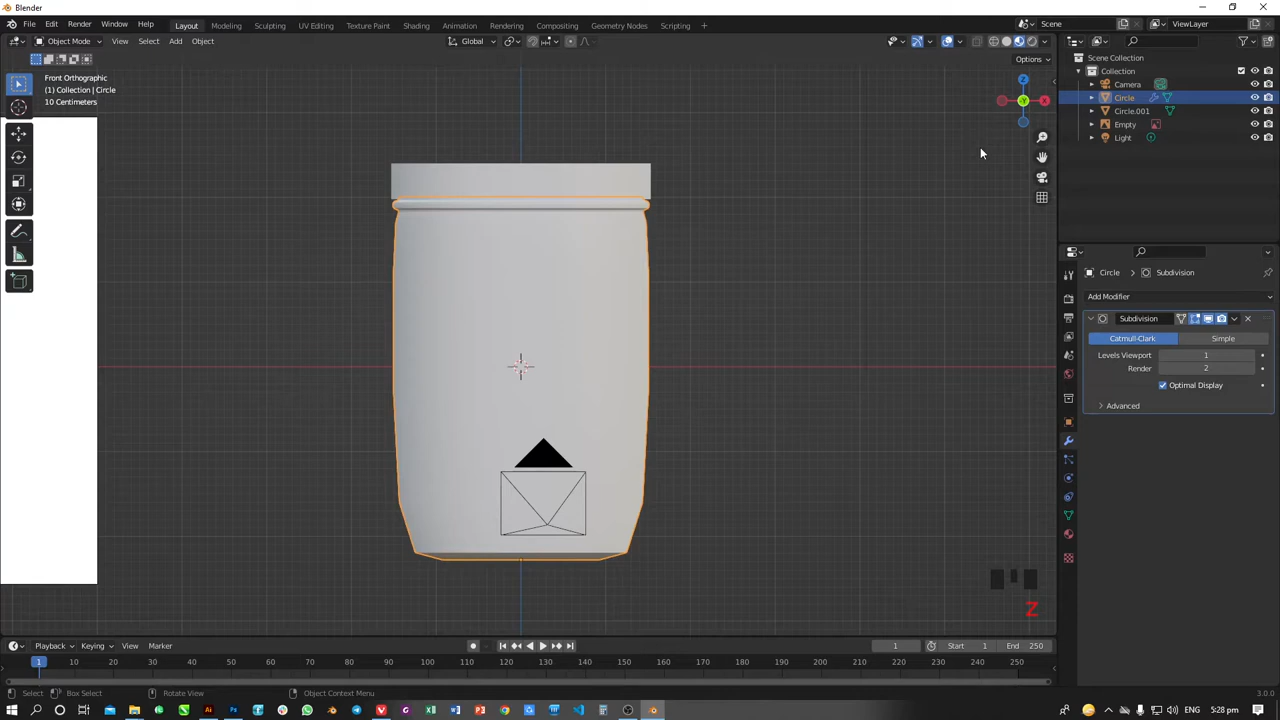 Blender
File Edit Render Window Help Layout Modeling Sculpting UV Editing Texture Paint Shading Animation Rendering Compositing Geometry Nodes Scripting + Scene ViewLayer
Object Mode View Select Add Object Global
Options
Front Orthographic
(1) Collection | Circle
10 Centimeters
Z
Y
X
Scene Collection
Collection
Camera
Circle
Circle.001
Empty
Light
Circle Subdivision
Add Modifier
Subdivision
Catmull-Clark Simple
Levels Viewport 1
Render 2
Optimal Display
Advanced
Z
Playback Keying View Marker 1 Start 1 End 250
1 10 20 30 40 50 60 70 80 90 100 110 120 130 140 150 160 170 180 190 200 210 220 230 240 250
Select Box Select Rotate View Object Context Menu 3.0.0
5:28 pm